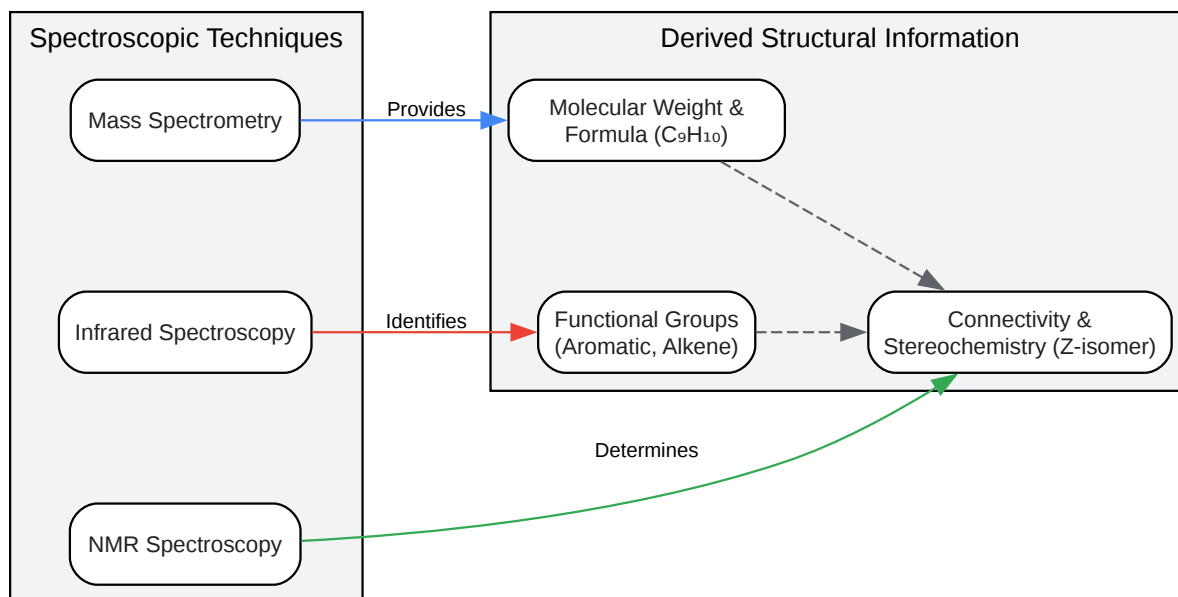 Spectroscopic Techniques
Derived Structural Information
Mass Spectrometry
Provides
Molecular Weight &
Formula (C₉H₁₀)
Infrared Spectroscopy
Identifies
Functional Groups
(Aromatic, Alkene)
Connectivity &
Stereochemistry (Z-isomer)
Determines
NMR Spectroscopy